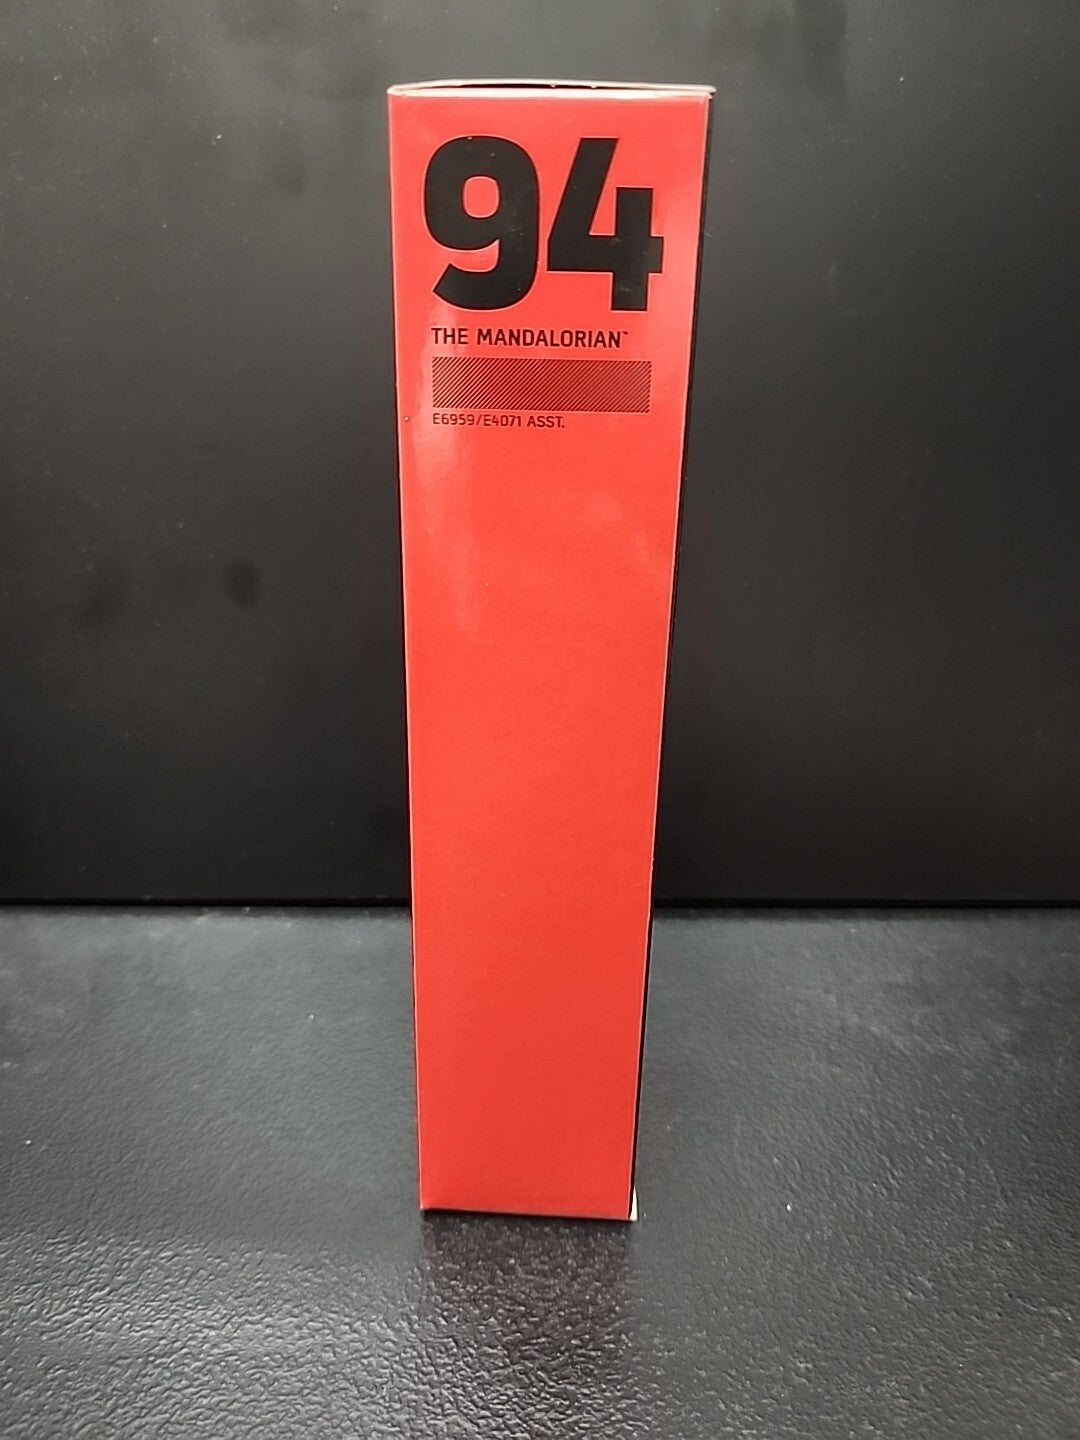 94
THE MANDALORIAN™
E6959/E4071 ASST.